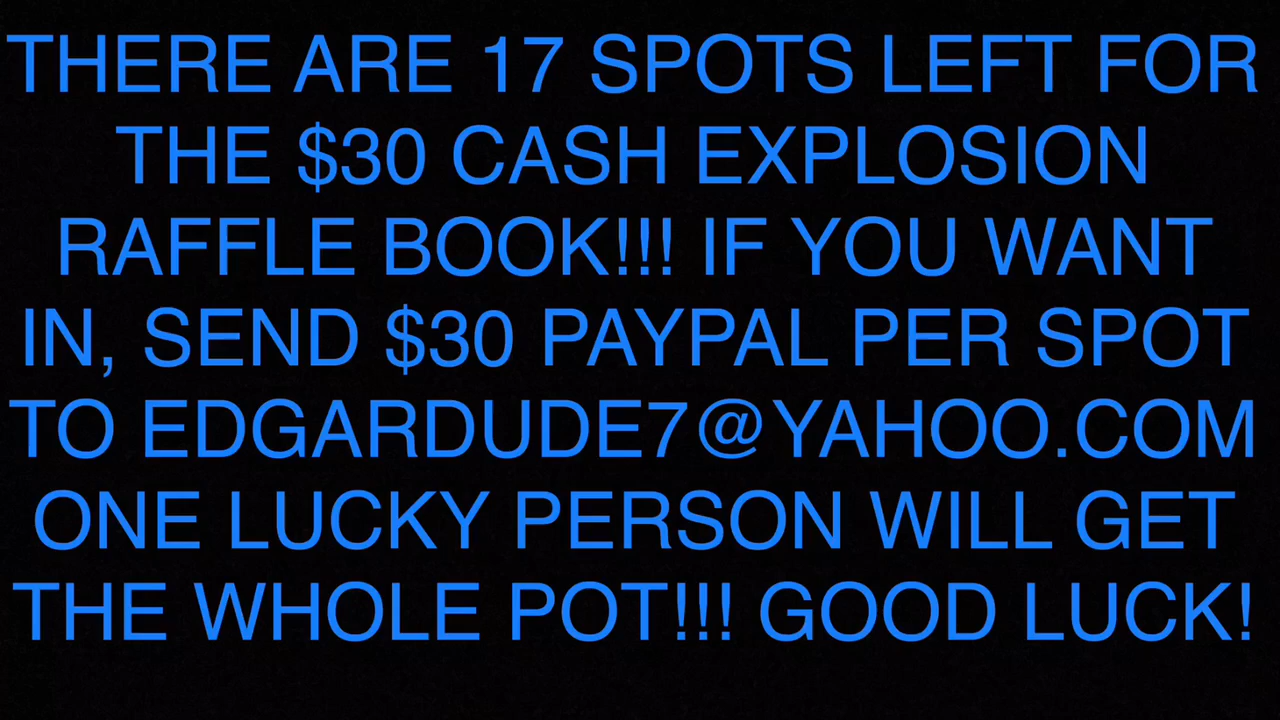 THERE ARE 17 SPOTS LEFT FOR
THE $30 CASH EXPLOSION
RAFFLE BOOK!!! IF YOU WANT
IN, SEND $30 PAYPAL PER SPOT
TO EDGARDUDE7@YAHOO.COM
ONE LUCKY PERSON WILL GET
THE WHOLE POT!!! GOOD LUCK!